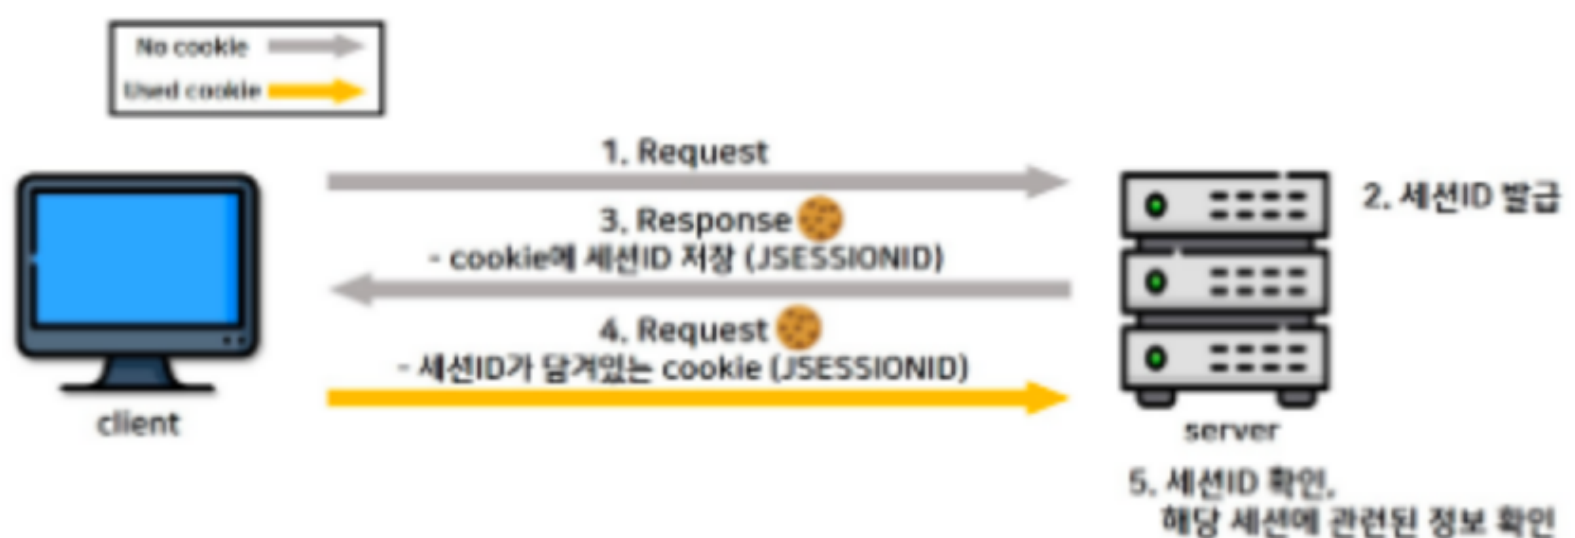 No cookie
Used cookie
1. Request
3. Response
- cookie에 세션ID 저장 (JSESSIONID)
4. Request
- 세션ID가 담겨있는 cookie (JSESSIONID)
client
2. 세션ID 발급
server
5. 세션ID 확인,
해당 세션에 관련된 정보 확인